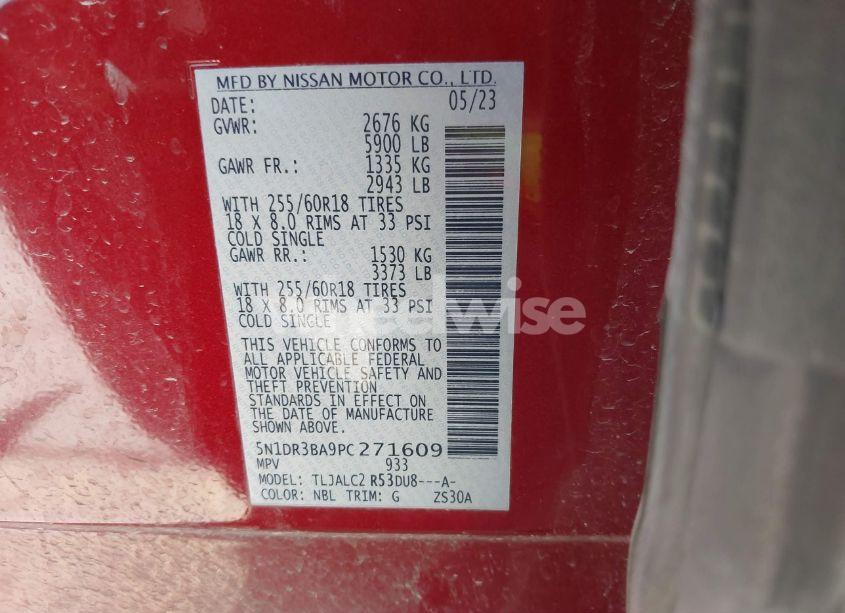 MFD BY NISSAN MOTOR CO., LTD.
DATE: 05/23
GVWR: 2676 KG
5900 LB
GAWR FR.: 1335 KG
2943 LB
WITH 255/60R18 TIRES
18 X 8.0 RIMS AT 33 PSI
COLD SINGLE
GAWR RR.: 1530 KG
3373 LB
WITH 255/60R18 TIRES
18 X 8.0 RIMS AT 33 PSI
COLD SINGLE
THIS VEHICLE CONFORMS TO
ALL APPLICABLE FEDERAL
MOTOR VEHICLE SAFETY AND
THEFT PREVENTION
STANDARDS IN EFFECT ON
THE DATE OF MANUFACTURE
SHOWN ABOVE.
5N1DR3BA9PC271609
MPV 933
MODEL: TLJALC2 R53DU8---A-
COLOR: NBL TRIM: G ZS30A